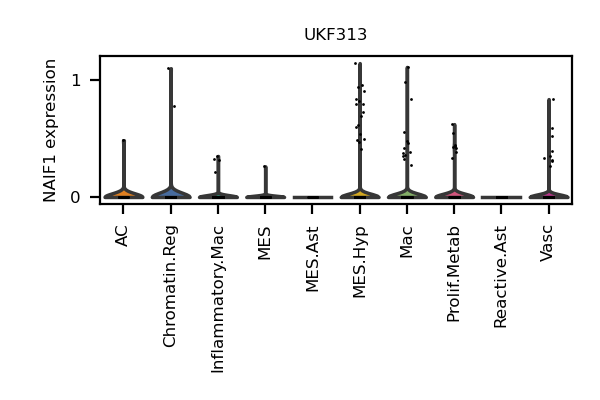 UKF313
NAIF1 expression
1
0
AC
Chromatin.Reg
Inflammatory.Mac
MES
MES.Ast
MES.Hyp
Mac
Prolif.Metab
Reactive.Ast
Vasc